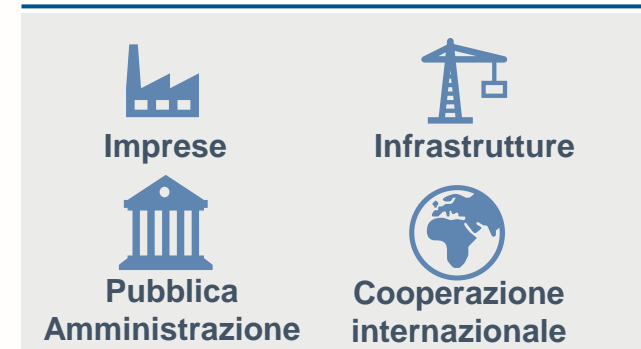 Imprese
Infrastrutture
Pubblica
Amministrazione
Cooperazione
internazionale